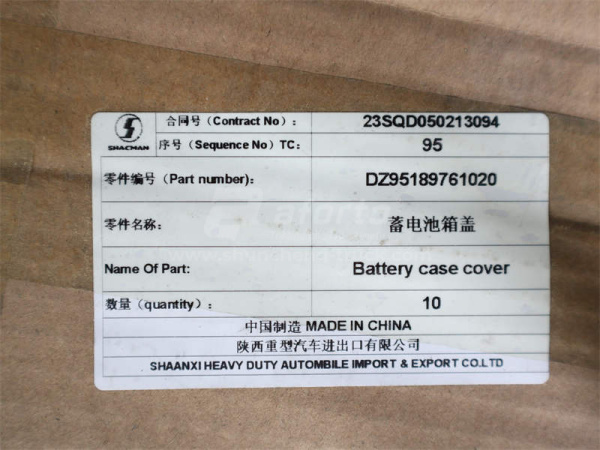 SHACMAN
合同号（Contract No）：
23SQD050213094
序号（Sequence No）TC：
95
零件编号（Part number）：
DZ95189761020
零件名称：
蓄电池箱盖
Name Of Part:
Battery case cover
数量（quantity）：
10
中国制造 MADE IN CHINA
陕西重型汽车进出口有限公司
SHAANXI HEAVY DUTY AUTOMBILE IMPORT & EXPORT CO.LTD